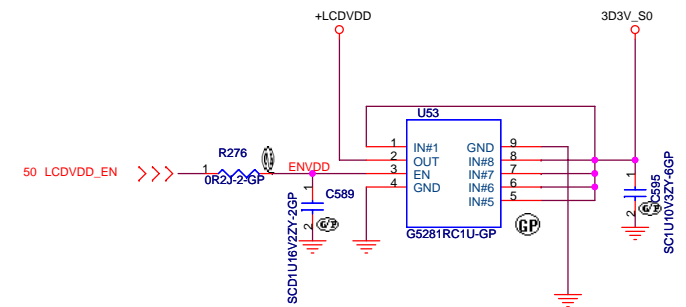 +LCDVDD
3D3V_S0
U53
1 IN#1 GND 9
2 OUT IN#8 8
3 EN IN#7 7
4 GND IN#6 6
IN#5 5
G5281RC1U-GP
GP
50 LCDVDD_EN
R276
1 2
0R2J-2-GP
ENVDD
1
C589
2
G/P
SCD1U16V2ZY-2GP
1
C595
2
G/P
SC1U10V3ZY-6GP